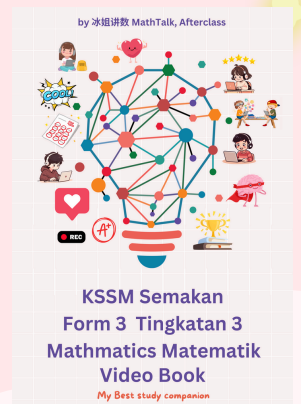 by 冰姐讲数 MathTalk, Afterclass
GOOD!
A+
REC
KSSM Semakan
Form 3 Tingkatan 3
Mathmatics Matematik
Video Book
My Best study companion